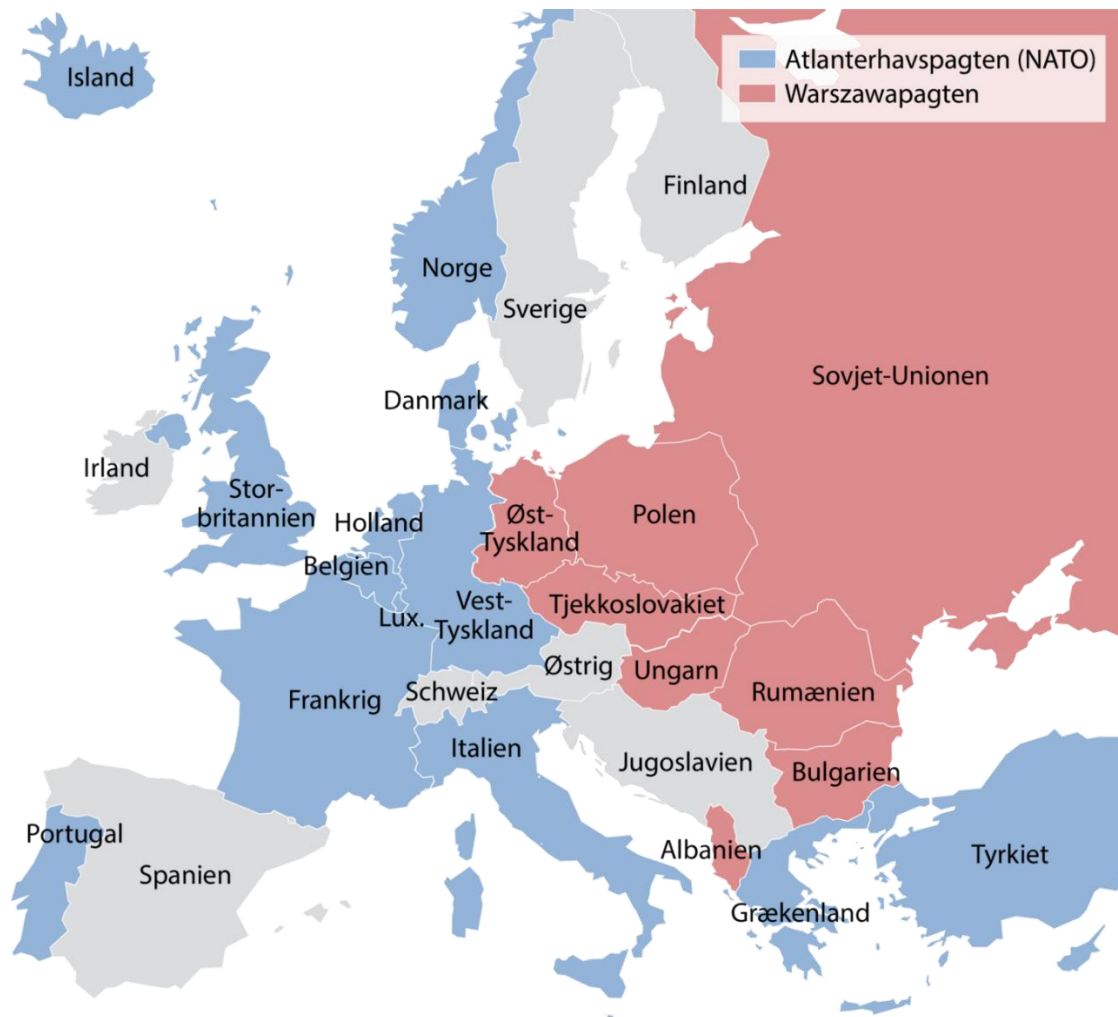 Atlanterhavspagten (NATO)
Warszawapagten
Island
Finland
Norge
Sverige
Sovjet-Unionen
Danmark
Irland
Stor-
britannien
Holland
Øst-
Tyskland
Polen
Belgien
Tjekkoslovakiet
Lux.
Vest-
Tyskland
Østrig
Ungarn
Schweiz
Rumænien
Frankrig
Italien
Jugoslavien
Bulgarien
Portugal
Albanien
Tyrkiet
Spanien
Grækenland